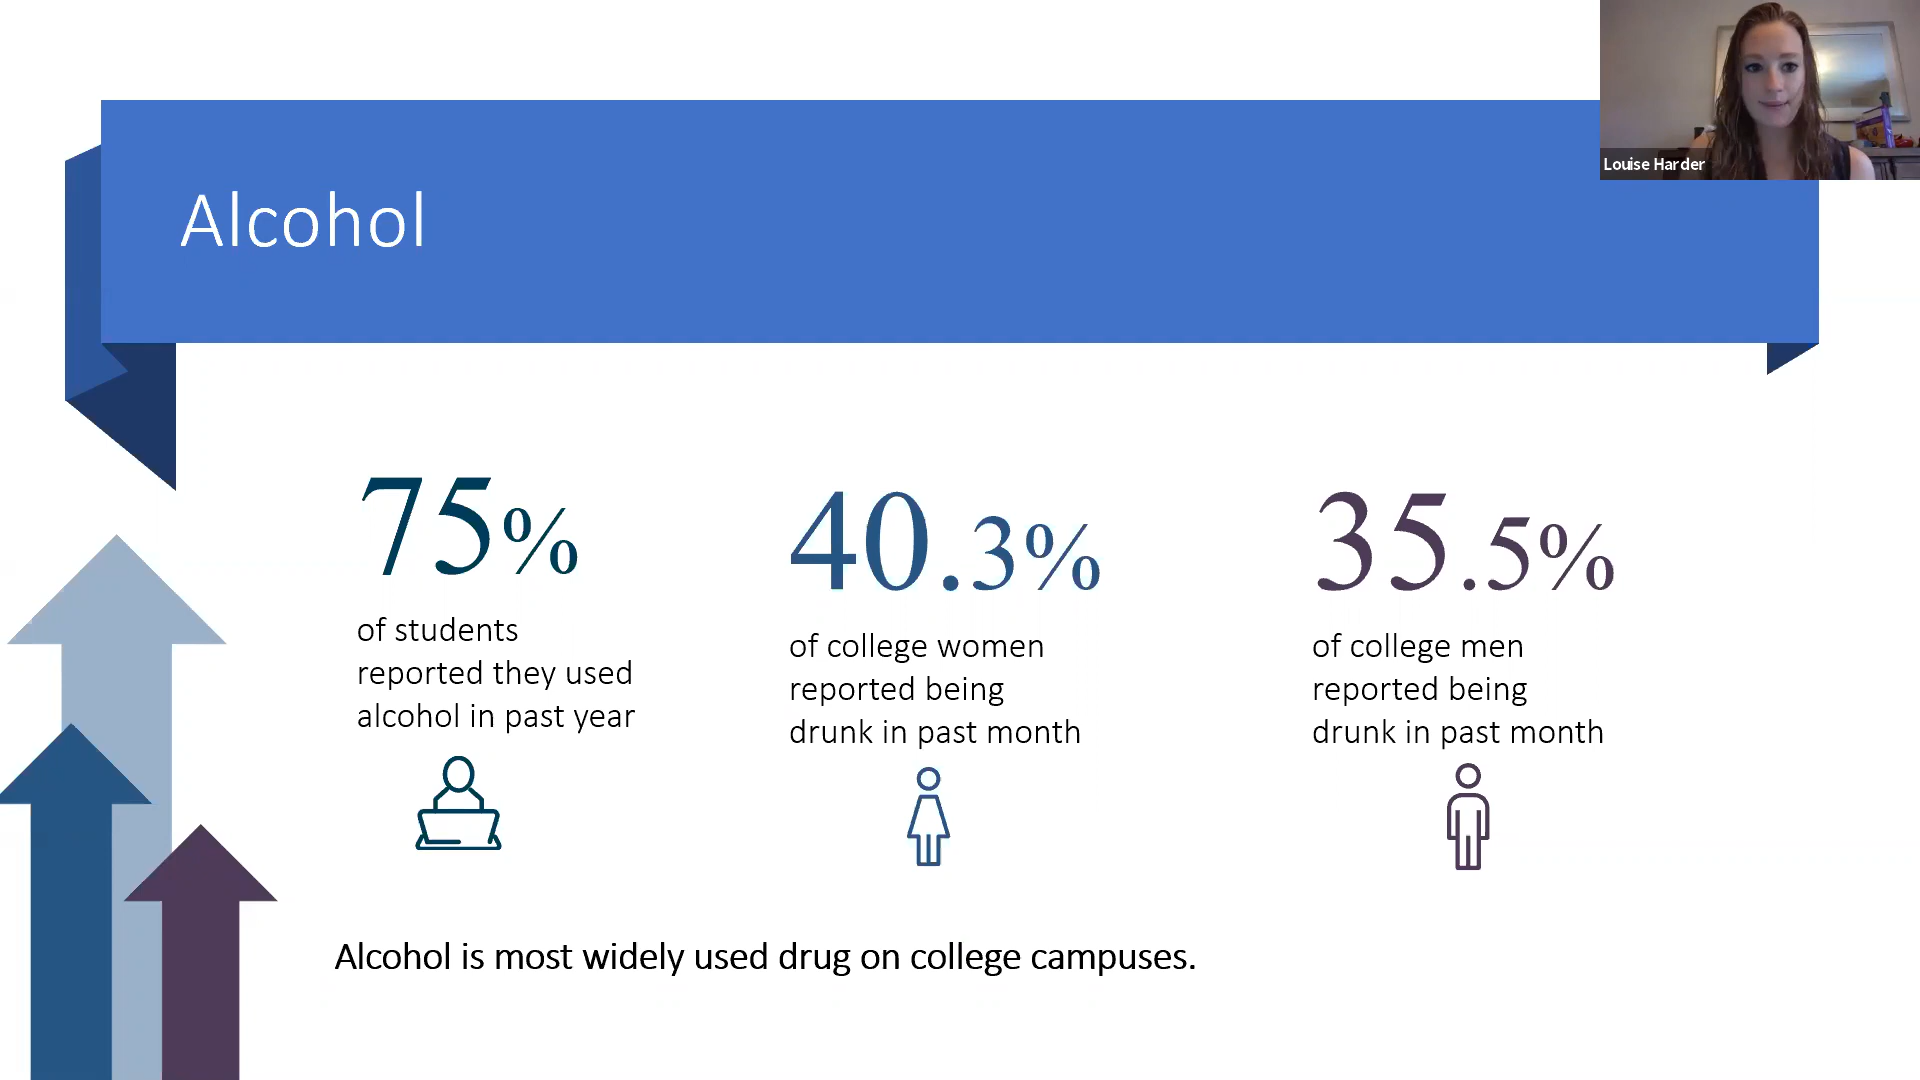 Louise Harder
Alcohol
75%
of students
reported they used
alcohol in past year
40.3%
of college women
reported being
drunk in past month
35.5%
of college men
reported being
drunk in past month
Alcohol is most widely used drug on college campuses.